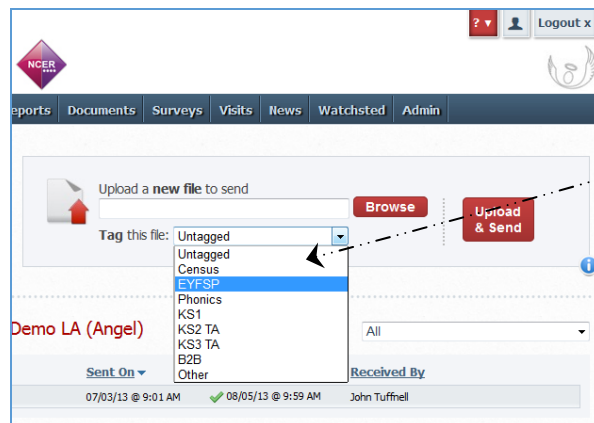 ? ▾ Logout x
NCER
eports Documents Surveys Visits News Watchsted Admin
Upload a new file to send
Browse
Upload
& Send
Tag this file: Untagged
Untagged
Census
EYFSP
Phonics
KS1
KS2 TA
KS3 TA
B2B
Other
i
Demo LA (Angel) All
Sent On Received By
07/03/13 @ 9:01 AM 08/05/13 @ 9:59 AM John Tuffnell